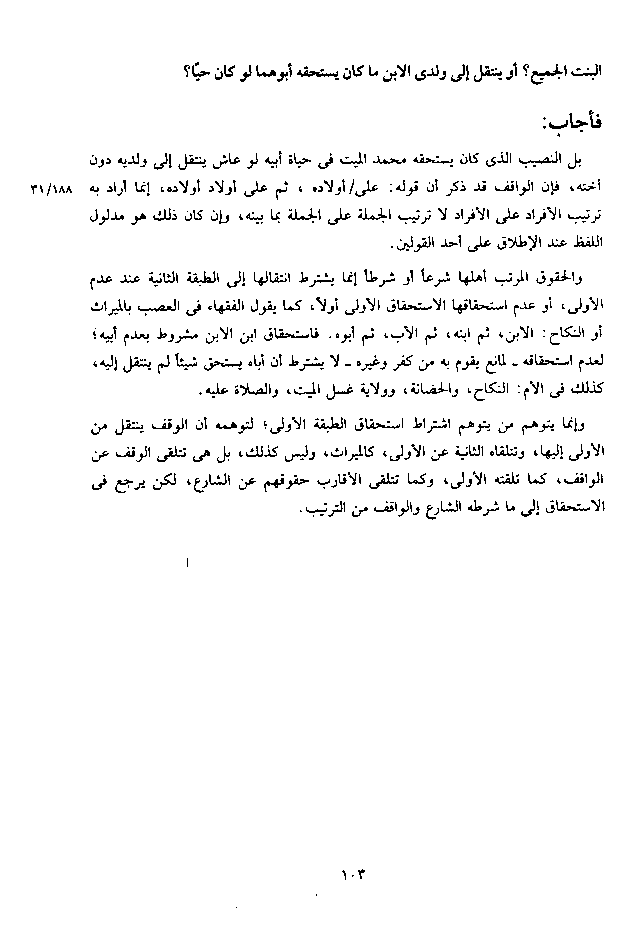 البنت الجميع؟ أو ينتقل إلى ولدى الابن ما كان يستحقه أبوهما لو كان حيًا؟
فأجاب:
بل النصيب الذى كان يستحقه محمد الميت فى حياة أبيه لو عاش ينتقل إلى ولديه دون
أخته، فإن الواقف قد ذكر أن قوله: على/أولاده ، ثم على أولاد أولاده، إنما أراد به ٣١/١٨٨
ترتيب الأفراد على الأفراد لا ترتيب الجملة على الجملة بما بينه، وإن كان ذلك هو مدلول
اللفظ عند الإطلاق على أحد القولين.
والحقوق المرتب أهلها شرعاً أو شرطاً إنما يشترط انتقالها إلى الطبقة الثانية عند عدم
الأولى، أو عدم استحقاقها الاستحقاق الأولى أولاً، كما يقول الفقهاء فى العصب بالميراث
أو النكاح: الابن، ثم ابنه، ثم الأب، ثم أبوه. فاستحقاق ابن الابن مشروط بعدم أبيه؛
لعدم استحقاقه ـ لمانع يقوم به من كفر وغيره ـ لا يشترط أن أباه يستحق شيئاً لم ينتقل إليه،
كذلك فى الأم: النكاح، والحضانة، وولاية غسل الميت، والصلاة عليه.
وإنما يتوهم من يتوهم اشتراط استحقاق الطبقة الأولى؛ لتوهمه أن الوقف ينتقل من
الأولى إليها، وتتلقاه الثانية عن الأولى، كالميراث، وليس كذلك، بل هى تتلقى الوقف عن
الواقف، كما تلقته الأولى، وكما تتلقى الأقارب حقوقهم عن الشارع، لكن يرجع فى
الاستحقاق إلى ما شرطه الشارع والواقف من الترتيب.
١٠٣